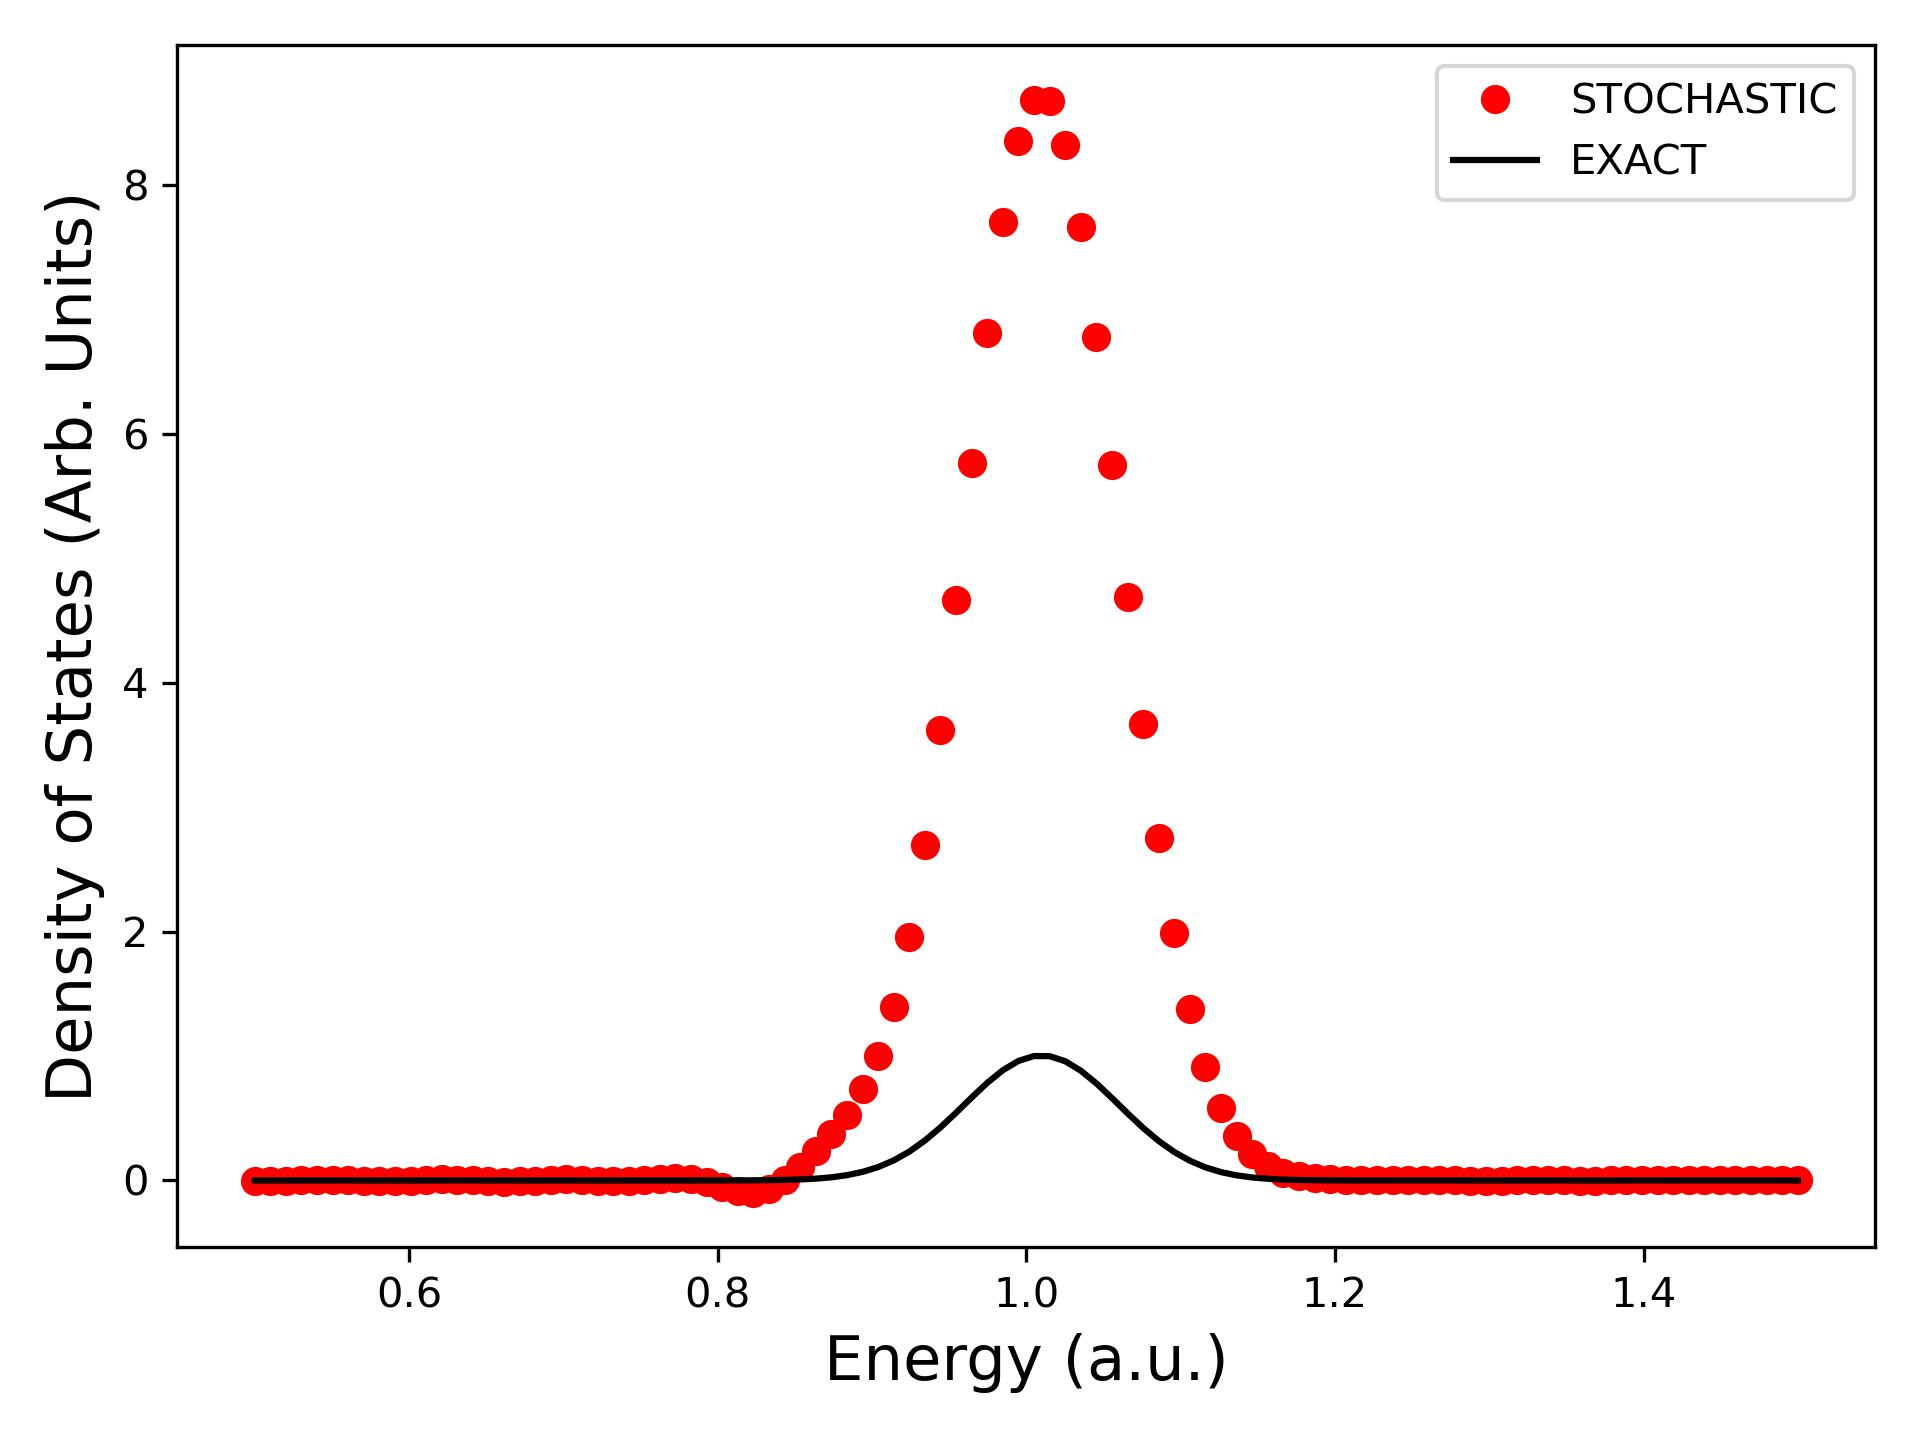 STOCHASTIC
EXACT
Density of States (Arb. Units)
8
6
4
2
0
0.6 0.8 1.0 1.2 1.4
Energy (a.u.)